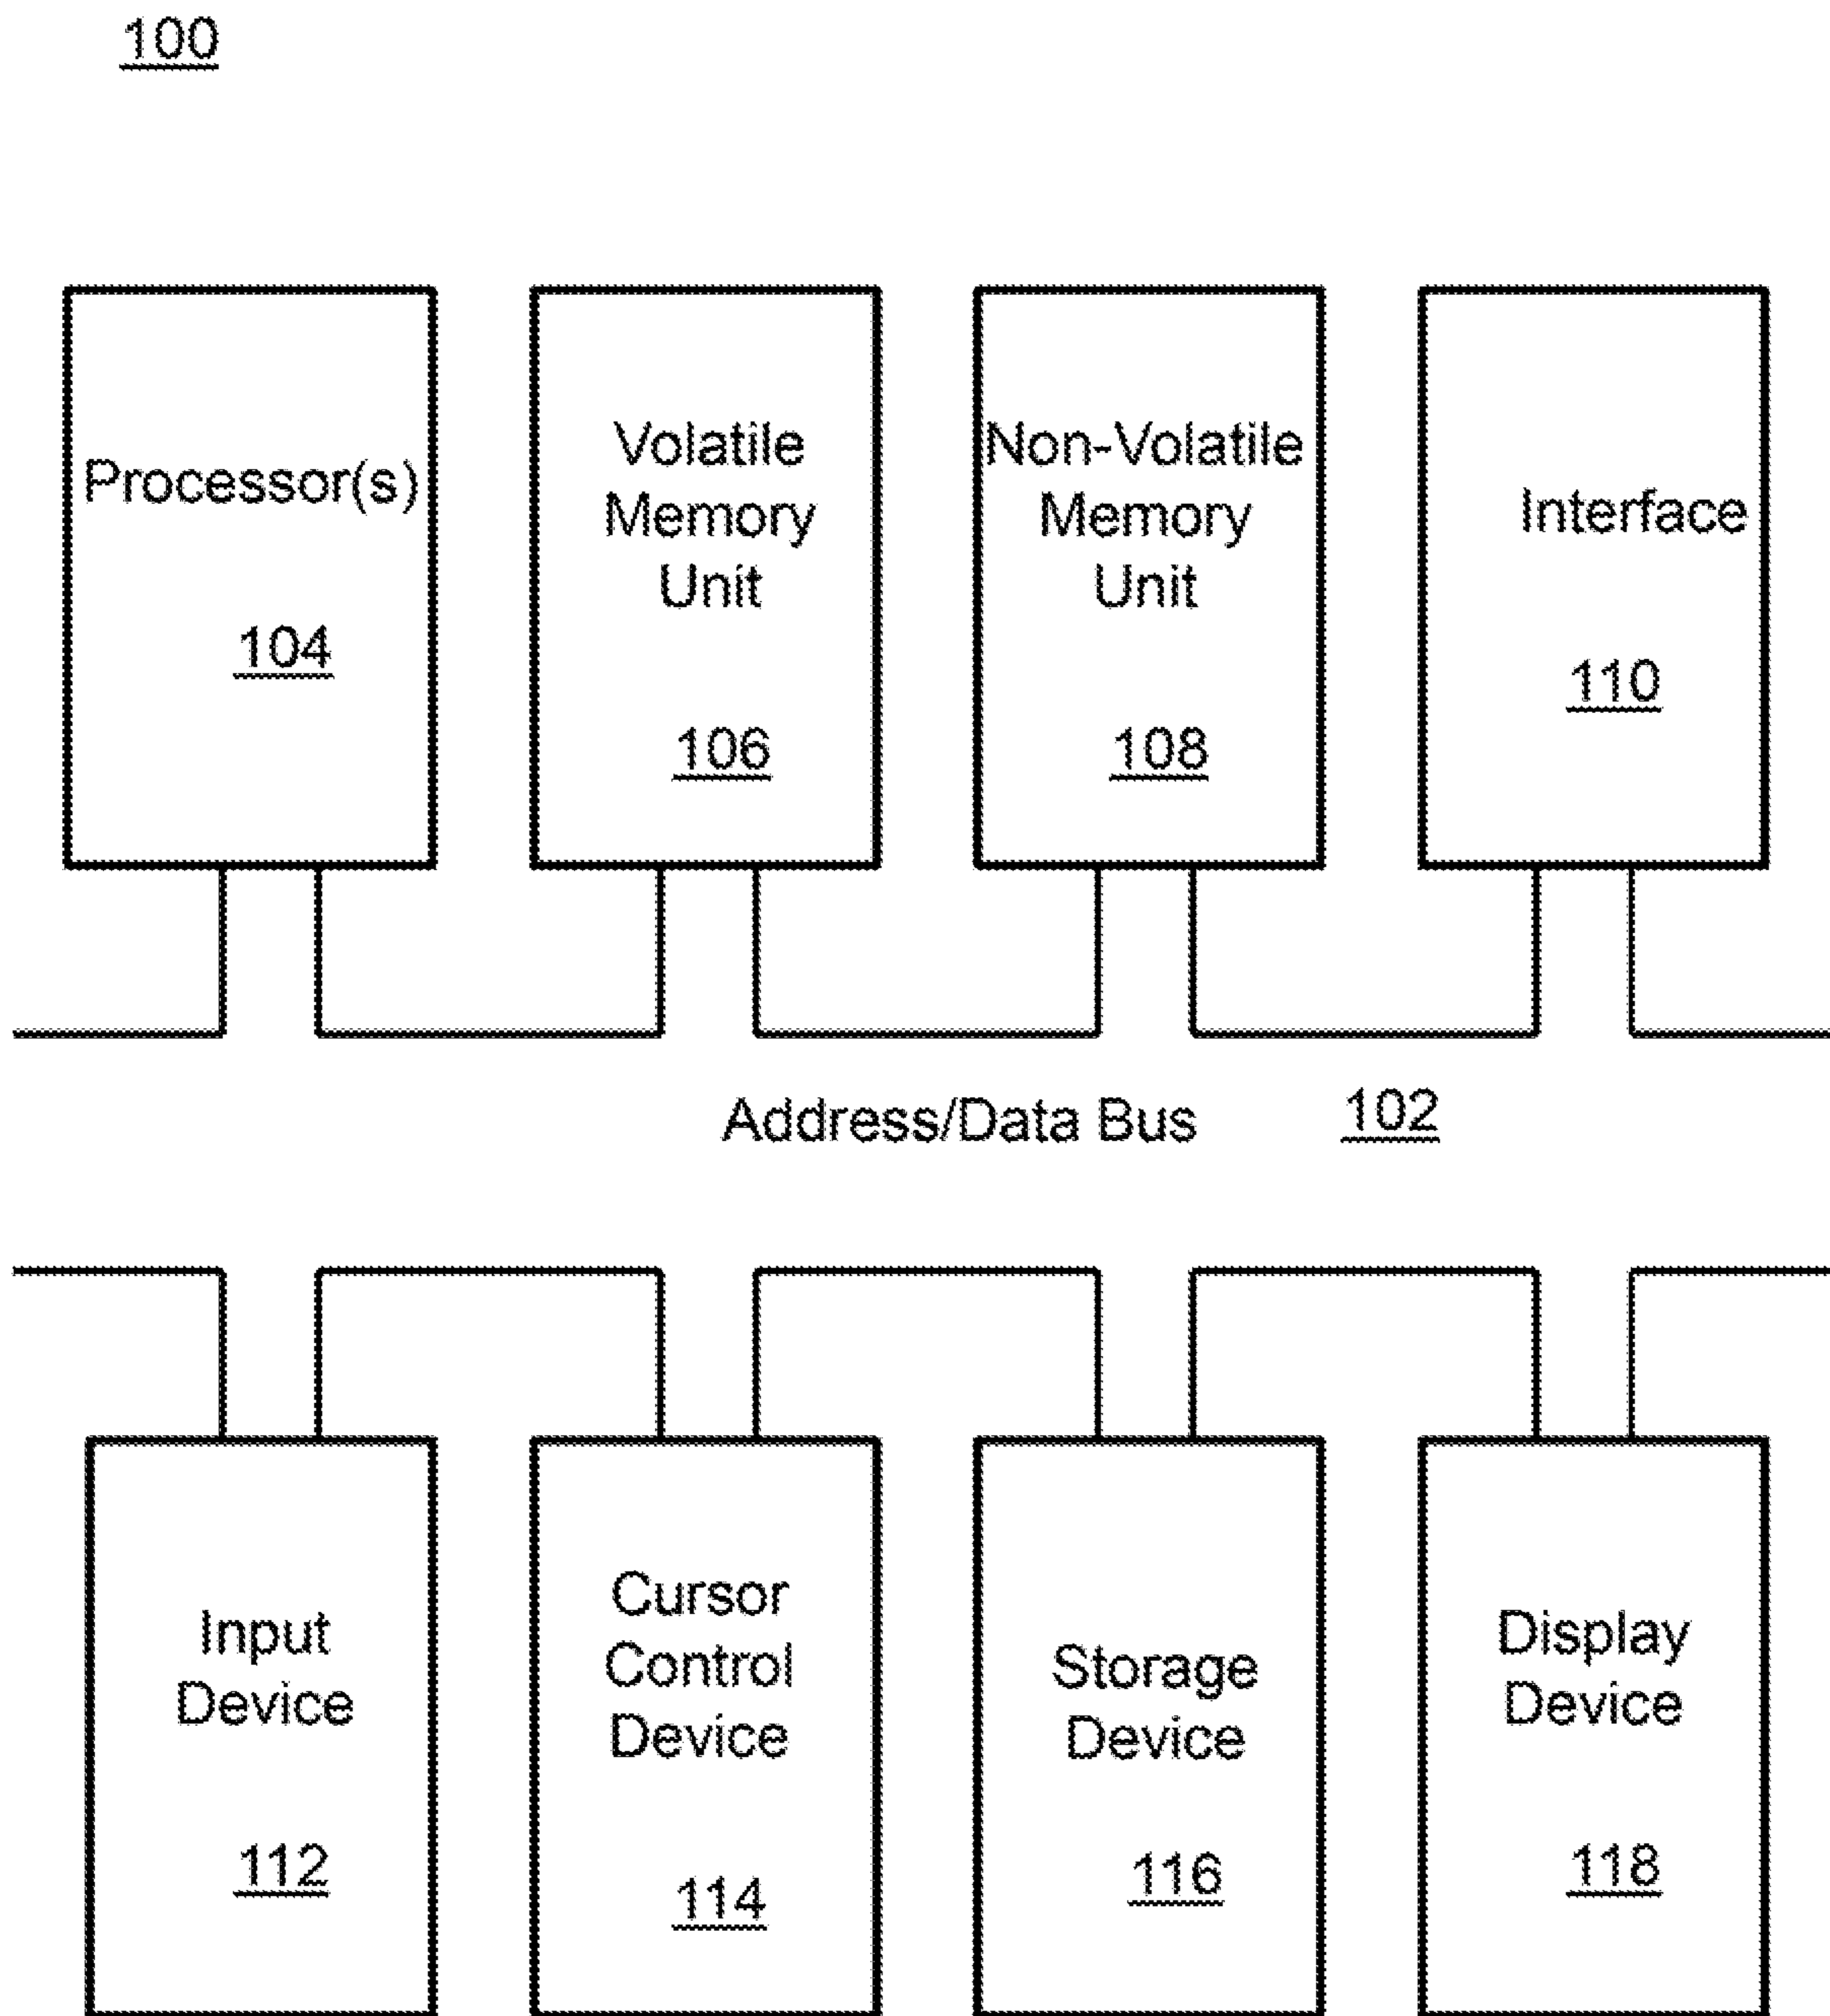 100
Processor(s)
104
Volatile
Memory
Unit
106
Non-Volatile
Memory
Unit
108
Interface
110
Address/Data Bus 102
Input
Device
112
Cursor
Control
Device
114
Storage
Device
116
Display
Device
118